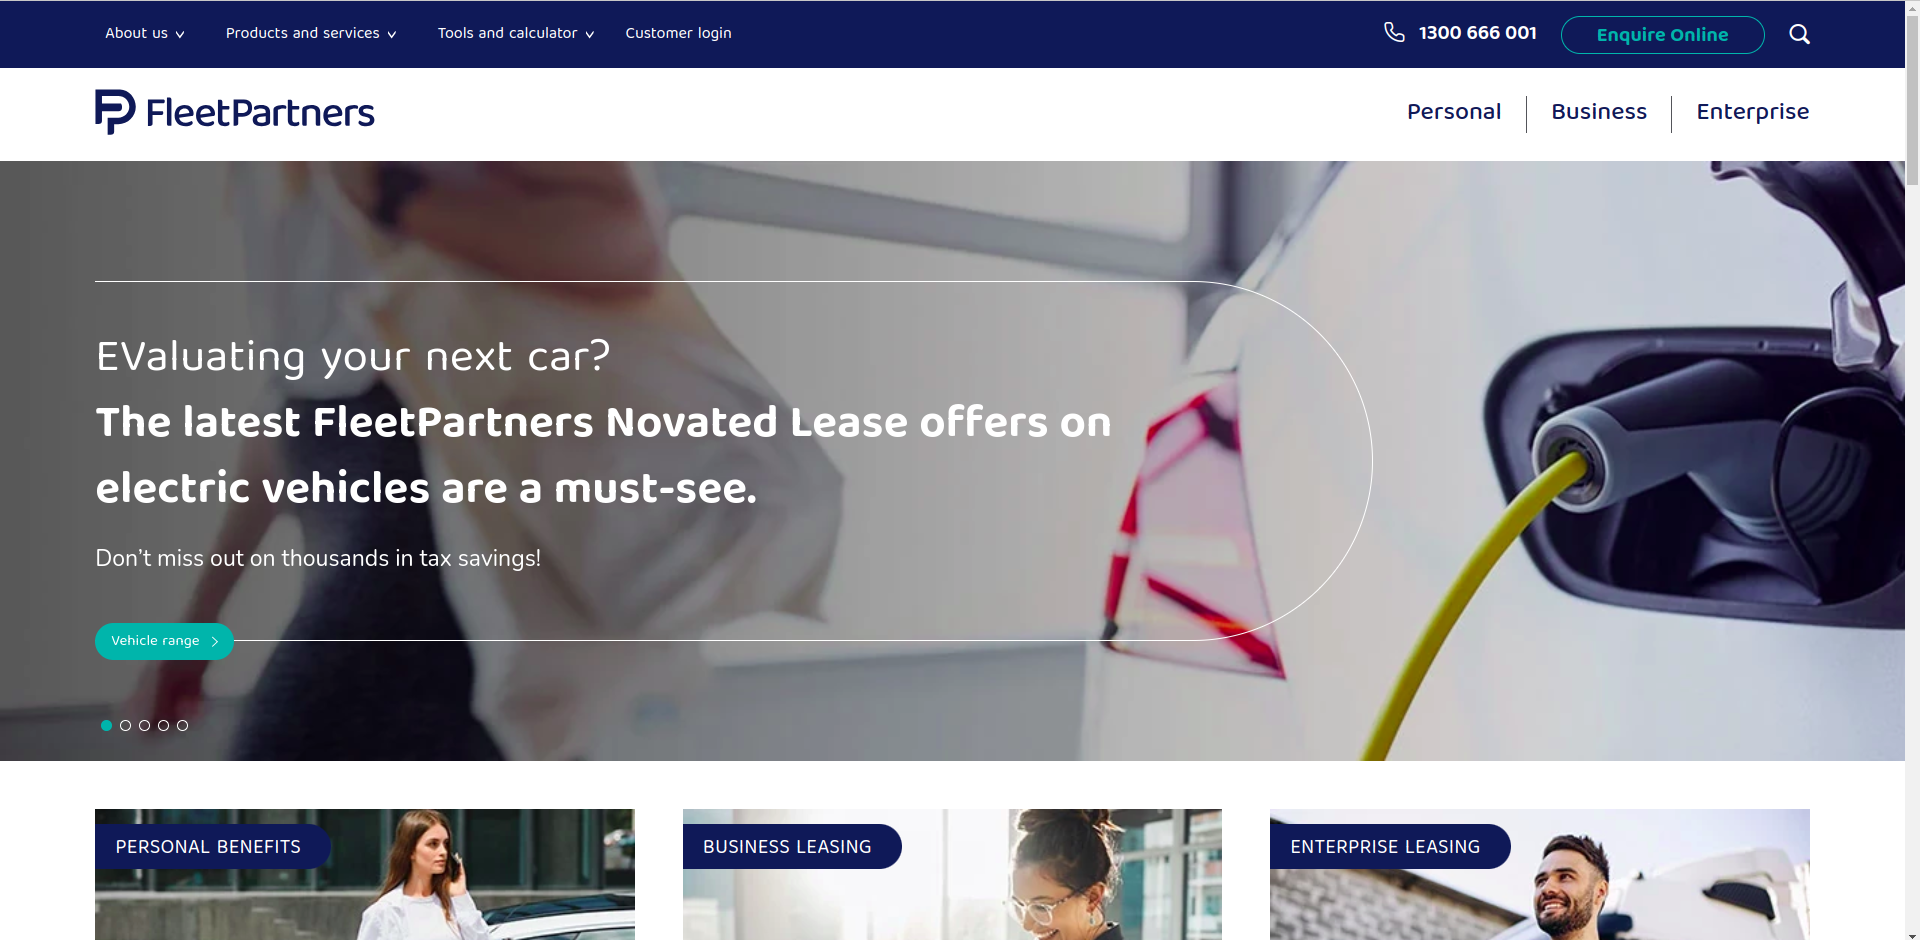 About us
Products and services
Tools and calculator
Customer login
1300 666 001
Enquire Online
FleetPartners
Personal
Business
Enterprise
EValuating your next car?
The latest FleetPartners Novated Lease offers on
electric vehicles are a must-see.
Don't miss out on thousands in tax savings!
Vehicle range
PERSONAL BENEFITS
BUSINESS LEASING
ENTERPRISE LEASING